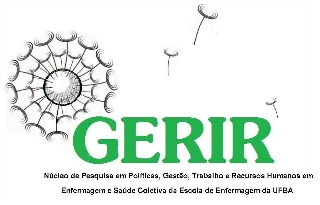 GERIR
Núcleo de Pesquisa em Políticas, Gestão, Trabalho e Recursos Humanos em
Enfermagem e Saúde Coletiva da Escola de Enfermagem da UFBA